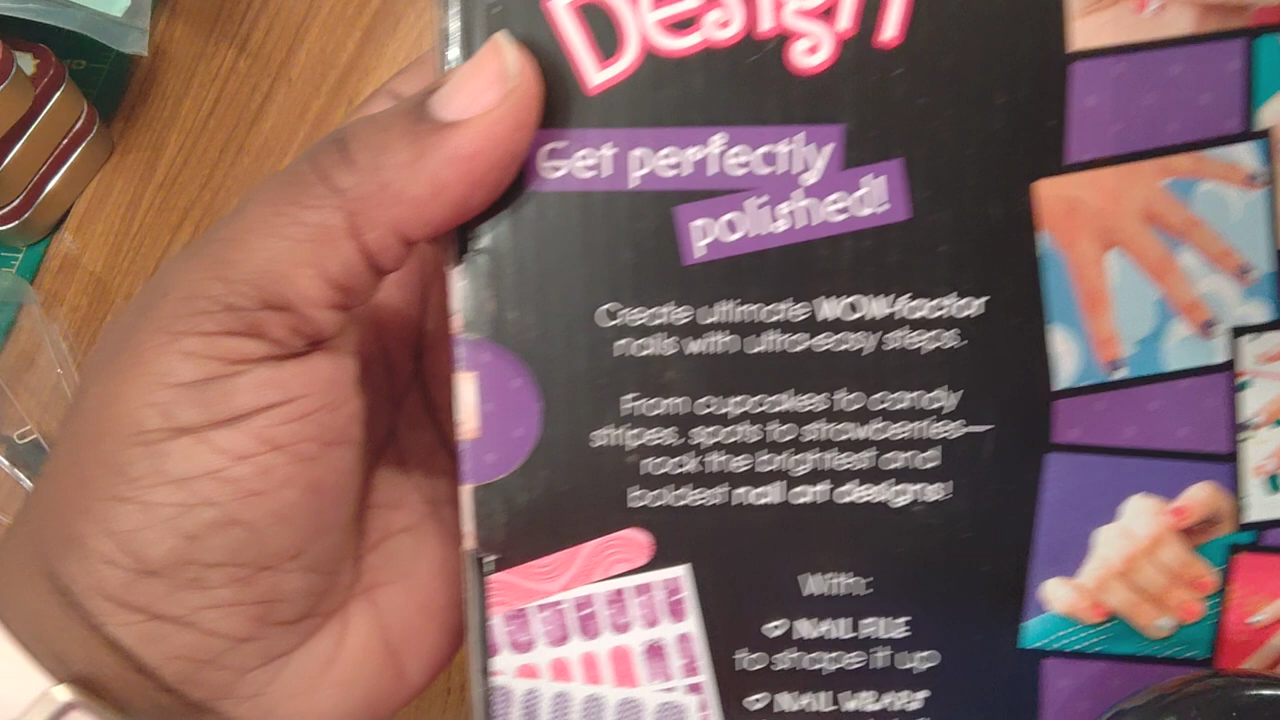 Design
Get perfectly
polished!
Create ultimate WOW-factor
nails with ultra-easy steps.
From cupcakes to candy
stripes, spots to strawberries—
rock the brightest and
boldest nail art designs!
With:
NAIL FILE
to shape it up
NAIL WRAPS